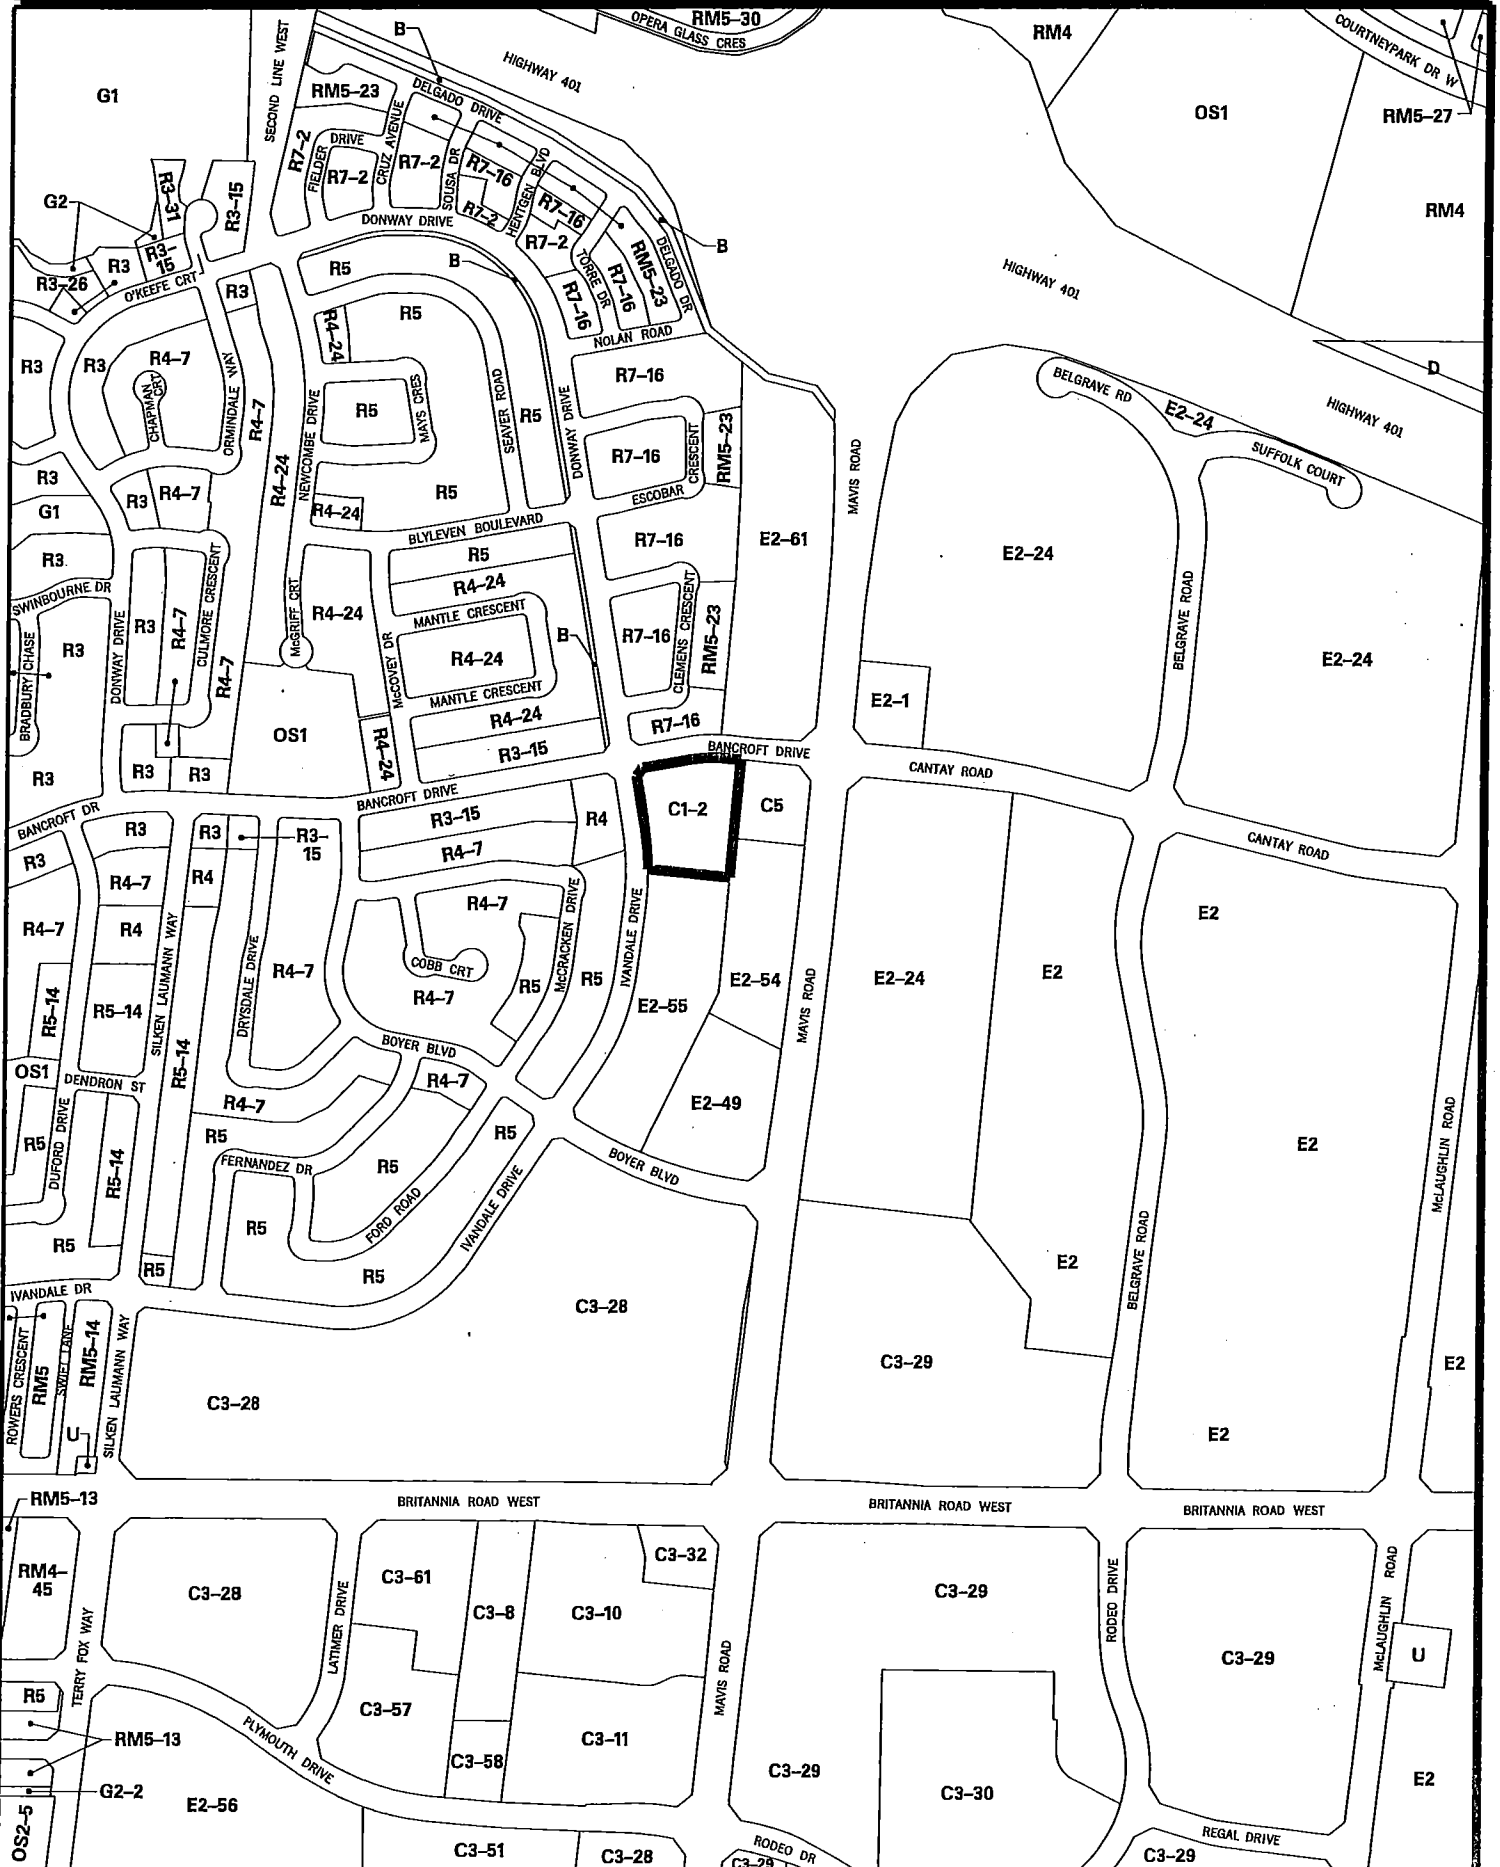 RM5-30
OPERA GLASS CRES
RM4
COURTNEYPARK DR W
B
HIGHWAY 401
SECOND LINE WEST
G1
RM5-23
DELGADO DRIVE
OS1
RM5-27
R7-2
FIELDER DRIVE
CRUZ AVENUE
R7-2
R7-2
SOUSA DR
R7-16
HENTGEN BLVD
R7-16
R7-2
R7-2
DONWAY DRIVE
G2
R3-31
R3-15
R3-
15
R3
R3-26
O'KEEFE CRT
R3
B
R5
TORRE DR
R7-16
R7-16
RM5-23
DELGADO DR
B
RM4
HIGHWAY 401
NOLAN ROAD
R5
R4-24
R3
R3
R4-7
CHAPMAN
CRT
ORMINDALE WAY
R4-7
R4-24
NEWCOMBE DRIVE
R5
MAYS CRES
SEAVER ROAD
R5
DONWAY DRIVE
R7-16
R7-16
CRESCENT
RM5-23
ESCOBAR
D
BELGRAVE RD
E2-24
HIGHWAY 401
SUFFOLK COURT
MAVIS ROAD
R3
G1
R3
R3
R4-7
R5
R4-24
BLYLEVEN BOULEVARD
R5
R4-24
R7-16
E2-61
E2-24
SWINBOURNE DR
BRADBURY CHASE
R3
DONWAY DRIVE
R3
R4-7
CULMORE CRESCENT
R4-7
McGRIFF CRT
R4-24
McCOVEY DR
MANTLE CRESCENT
R4-24
MANTLE CRESCENT
R4-24
R3-15
B
R7-16
CLEMENS CRESCENT
RM5-23
R7-16
BELGRAVE ROAD
E2-24
E2-1
OS1
R4-24
R3
R3
R3
BANCROFT DRIVE
CANTAY ROAD
BANCROFT DRIVE
C1-2
C5
BANCROFT DR
R3
R3
R3-
15
R3-15
R4-7
R4
CANTAY ROAD
R3
R4-7
R4
R4-7
R4
SILKEN LAUMANN WAY
DRYSDALE DRIVE
R4-7
R4-7
COBB CRT
R4-7
R5
McCRACKEN DRIVE
R5
IVANDALE DRIVE
E2-55
E2-54
MAVIS ROAD
E2-24
E2
E2
R5-14
R5-14
R5-14
BOYER BLVD
OS1
DENDRON ST
R4-7
R4-7
E2-49
R5
DUFORD DRIVE
R5-14
R5
FERNANDEZ DR
R5
R5
BOYER BLVD
E2
McLAUGHLIN ROAD
R5
FORD ROAD
IVANDALE DRIVE
R5
R5
R5
E2
BELGRAVE ROAD
IVANDALE DR
C3-28
C3-29
E2
ROWERS CRESCENT
RM5
SWIFT LANE
RM5-14
SILKEN LAUMANN WAY
C3-28
U
E2
RM5-13
BRITANNIA ROAD WEST
BRITANNIA ROAD WEST
BRITANNIA ROAD WEST
RM4-
45
TERRY FOX WAY
C3-28
LATIMER DRIVE
C3-61
C3-8
C3-10
C3-32
MAVIS ROAD
C3-29
RODEO DRIVE
C3-29
McLAUGHLIN ROAD
U
R5
C3-57
RM5-13
PLYMOUTH DRIVE
C3-58
C3-11
C3-29
C3-30
E2
G2-2
E2-56
OS2-5
C3-51
C3-28
RODEO DR
C3-29
REGAL DRIVE
C3-29